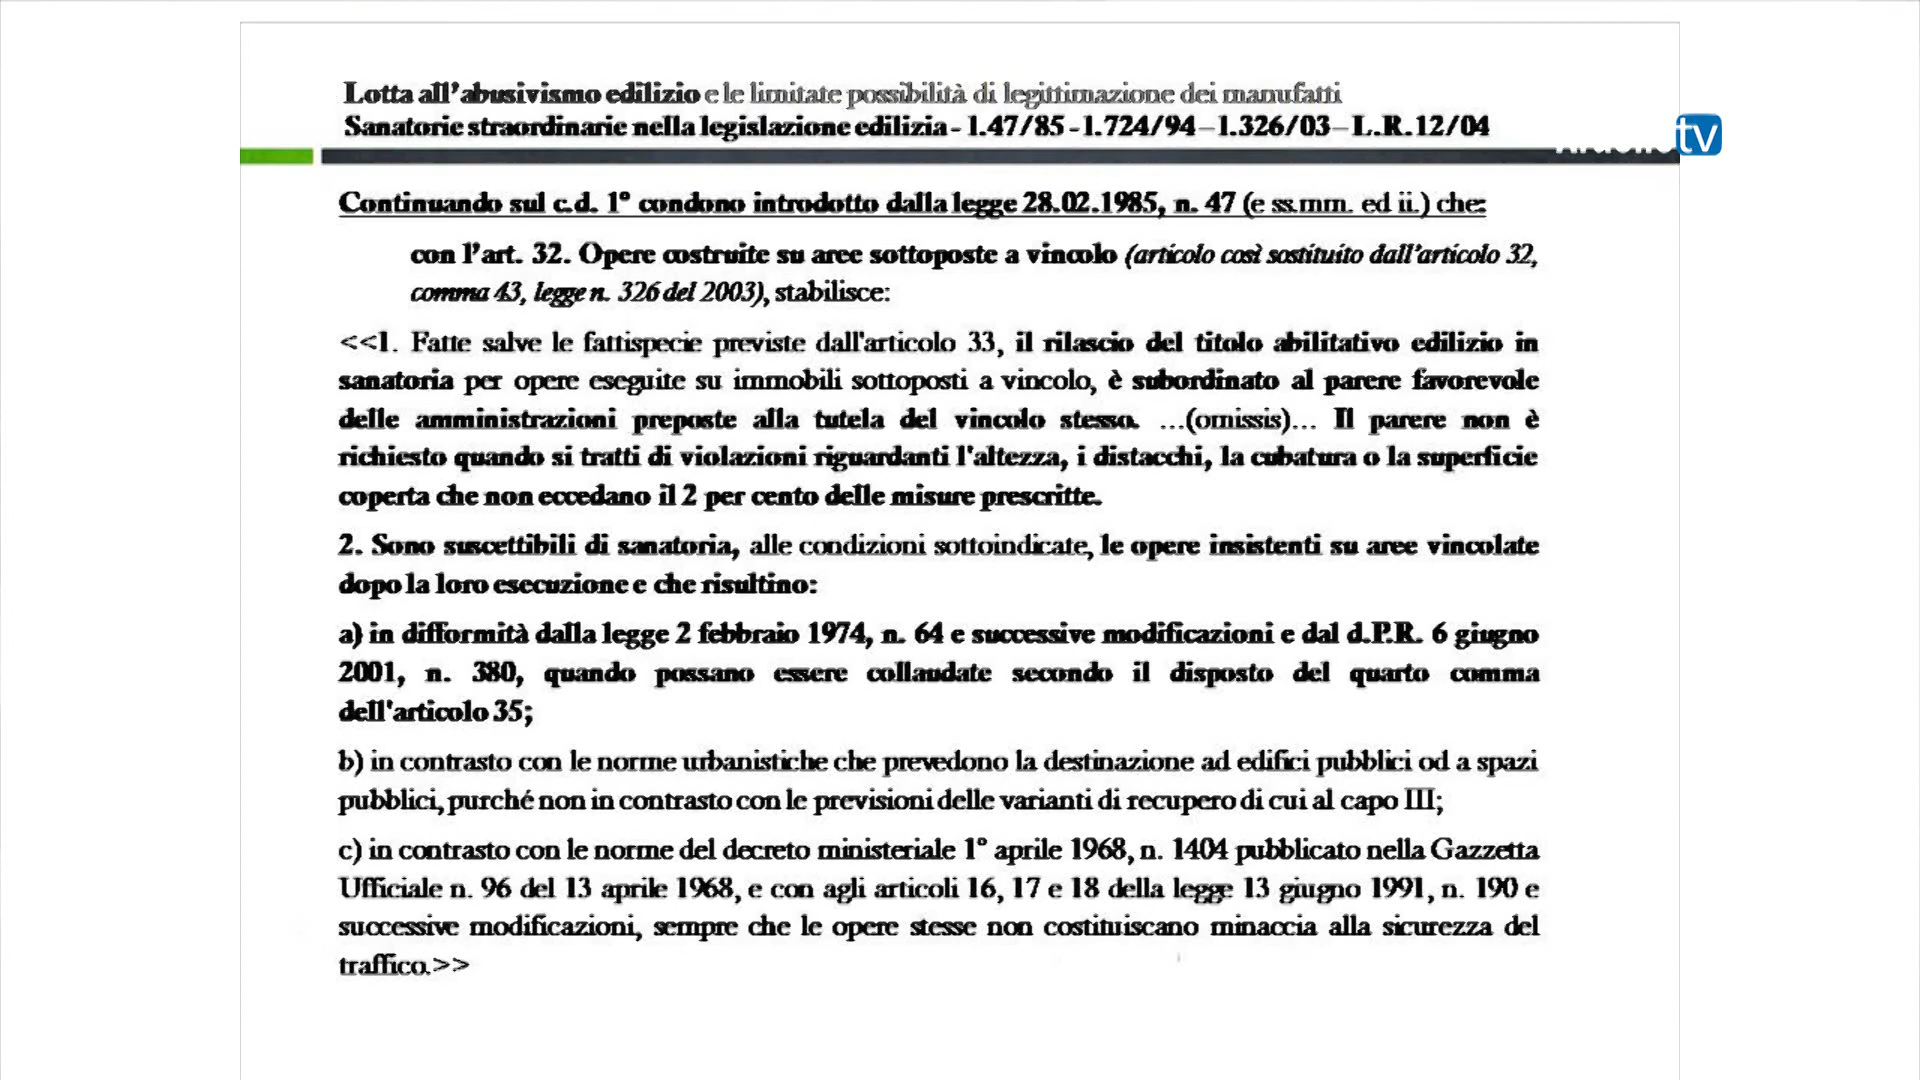 Lotta all'abusivismo edilizio e le limitate possibilità di legittimazione dei manufatti
Sanatorie straordinarie nella legislazione edilizia - l.47/85 - l.724/94 – l.326/03 – L.R.12/04
tv
Continuando sul c.d. 1° condono introdotto dalla legge 28.02.1985, n. 47 (e ss.mm. ed ii.) che:
con l'art. 32. Opere costruite su aree sottoposte a vincolo (articolo così sostituito dall'articolo 32,
comma 43, legge n. 326 del 2003), stabilisce:
<<1. Fatte salve le fattispecie previste dall'articolo 33, il rilascio del titolo abilitativo edilizio in
sanatoria per opere eseguite su immobili sottoposti a vincolo, è subordinato al parere favorevole
delle amministrazioni preposte alla tutela del vincolo stesso. …(omissis)… Il parere non è
richiesto quando si tratti di violazioni riguardanti l'altezza, i distacchi, la cubatura o la superficie
coperta che non eccedano il 2 per cento delle misure prescritte.
2. Sono suscettibili di sanatoria, alle condizioni sottoindicate, le opere insistenti su aree vincolate
dopo la loro esecuzione e che risultino:
a) in difformità dalla legge 2 febbraio 1974, n. 64 e successive modificazioni e dal d.P.R. 6 giugno
2001, n. 380, quando possano essere collaudate secondo il disposto del quarto comma
dell'articolo 35;
b) in contrasto con le norme urbanistiche che prevedono la destinazione ad edifici pubblici od a spazi
pubblici, purché non in contrasto con le previsioni delle varianti di recupero di cui al capo III;
c) in contrasto con le norme del decreto ministeriale 1° aprile 1968, n. 1404 pubblicato nella Gazzetta
Ufficiale n. 96 del 13 aprile 1968, e con agli articoli 16, 17 e 18 della legge 13 giugno 1991, n. 190 e
successive modificazioni, sempre che le opere stesse non costituiscano minaccia alla sicurezza del
traffico.>>